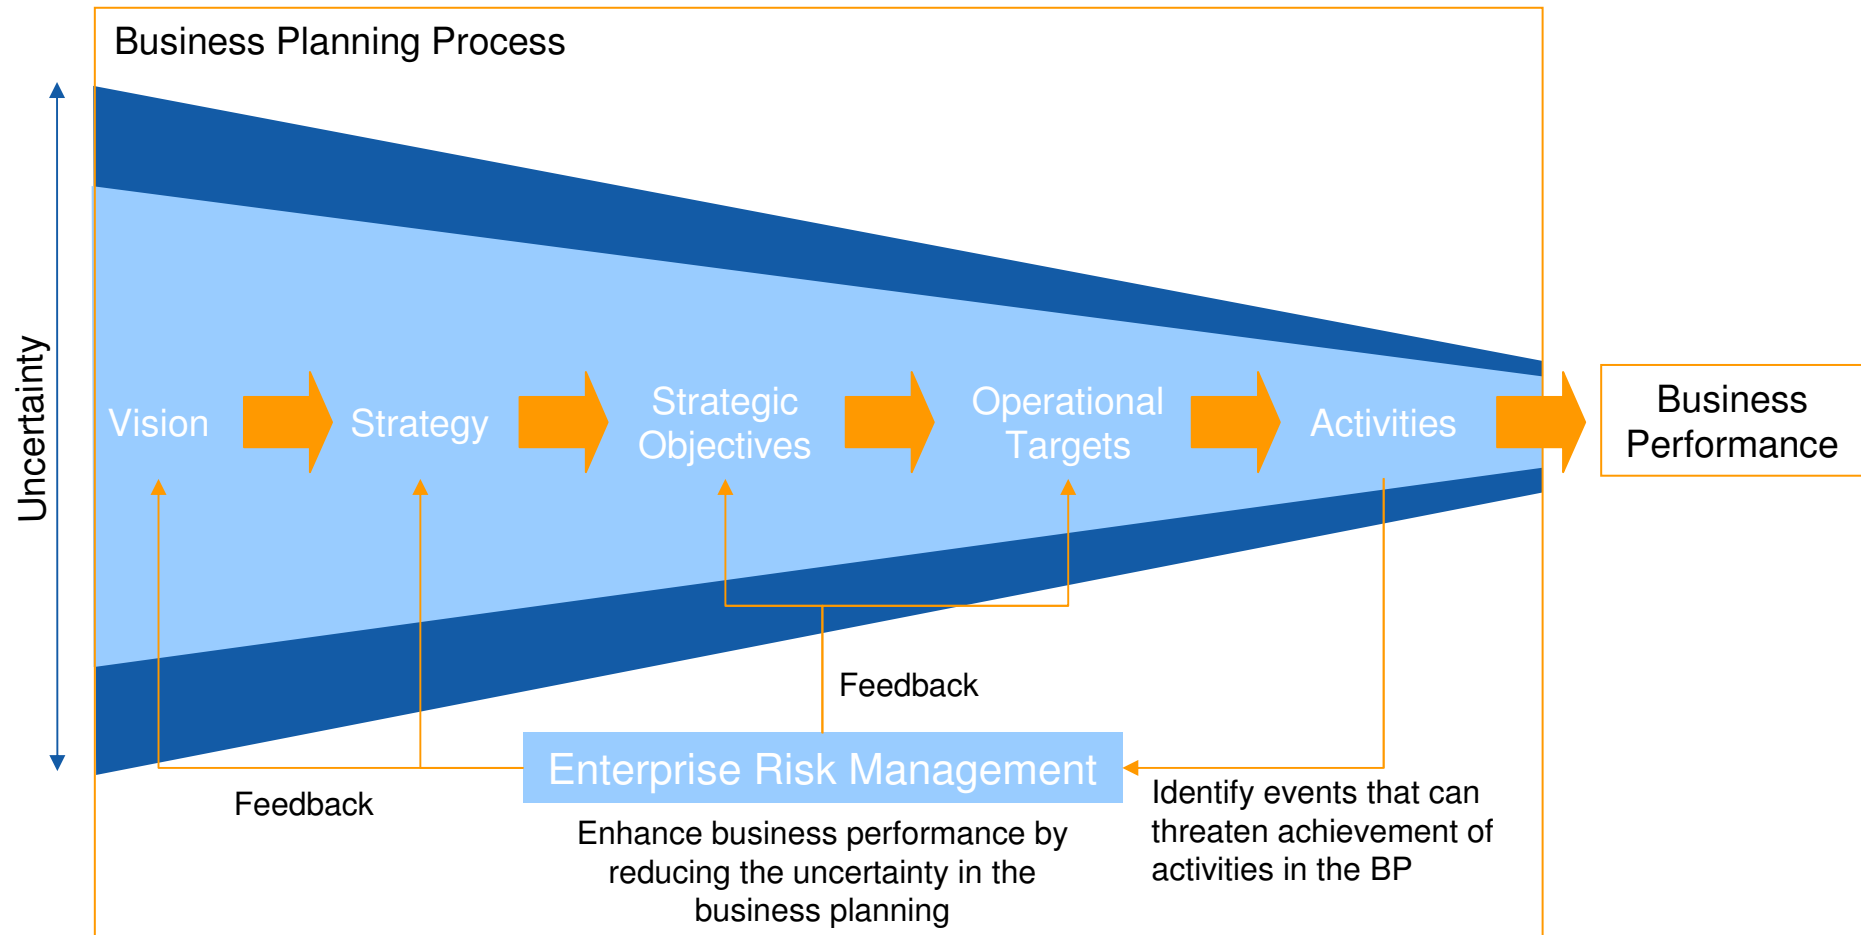 Business Planning Process
Uncertainty
Vision
Strategy
Strategic
Objectives
Operational
Targets
Activities
Business
Performance
Feedback
Enterprise Risk Management
Feedback
Identify events that can
threaten achievement of
activities in the BP
Enhance business performance by
reducing the uncertainty in the
business planning